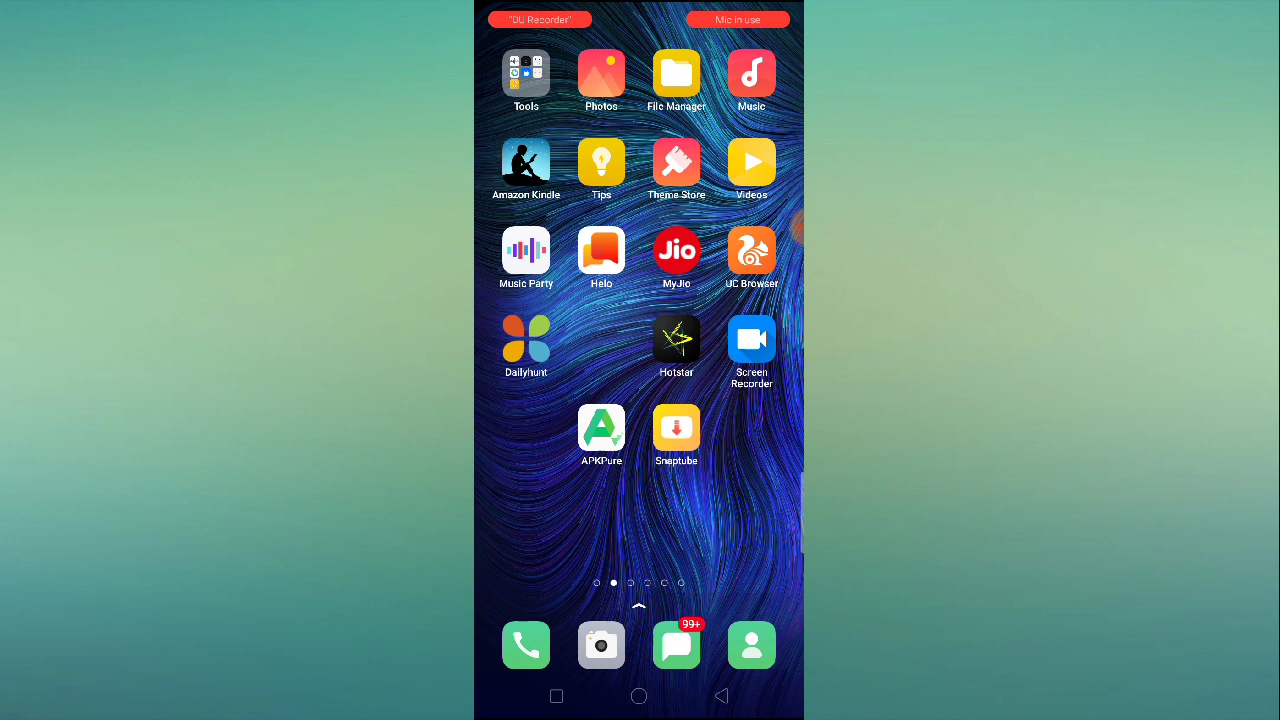 "DU Recorder" Mic in use
Tools Photos File Manager Music
Amazon Kindle Tips Theme Store Videos
Jio
Music Party Helo MyJio UC Browser
Dailyhunt Hotstar Screen
Recorder
APKPure Snaptube
99+